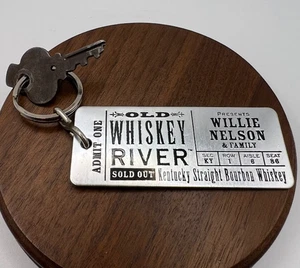 ADMIT ONE
OLD
WHISKEY
RIVER
SOLD OUT Kentucky Straight Bourbon Whiskey
PRESENTS
WILLIE
NELSON
& FAMILY
SEC ROW AISLE SEAT
KY 1 6 86